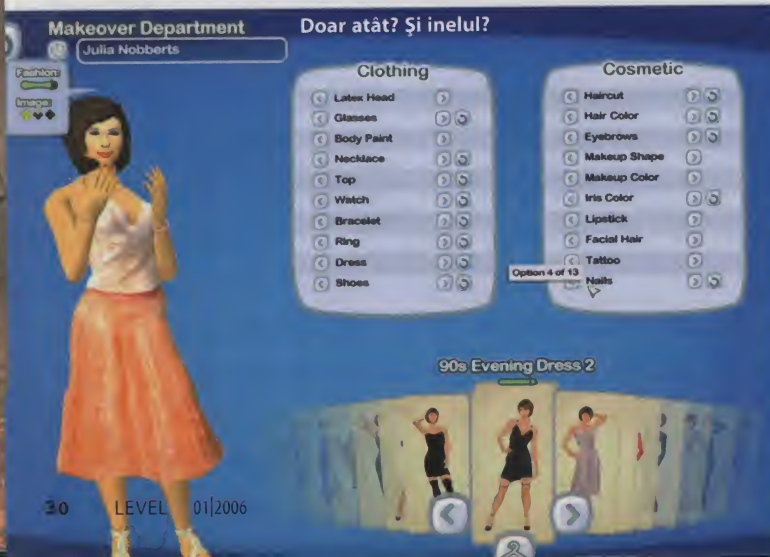 Makeover Department
Doar atât? Şi inelul?
Julia Nobberts
Fashion:
Image:
Clothing
Latex Head
Glasses
Body Paint
Necklace
Top
Watch
Bracelet
Ring
Dress
Shoes
Cosmetic
Haircut
Hair Color
Eyebrows
Makeup Shape
Makeup Color
Iris Color
Lipstick
Facial Hair
Tattoo
Option 4 of 13
Nails
90s Evening Dress 2
30 LEVEL 01|2006